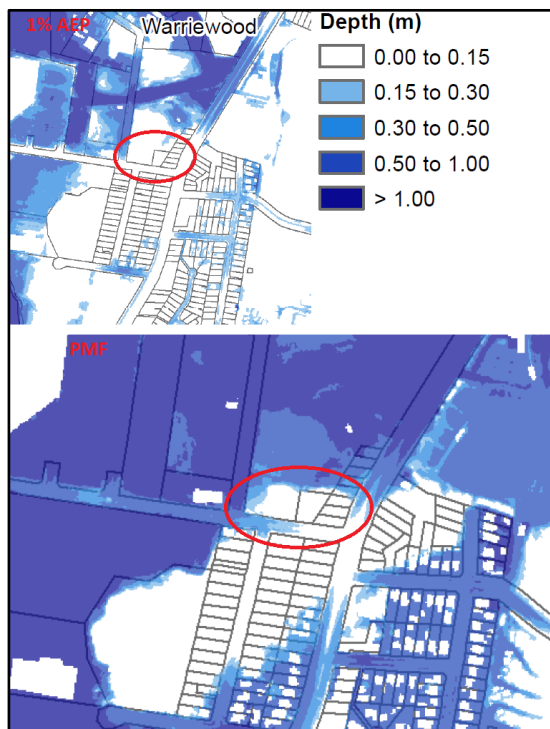 1% AEP
Warriewood
Depth (m)
0.00 to 0.15
0.15 to 0.30
0.30 to 0.50
0.50 to 1.00
> 1.00
PMF